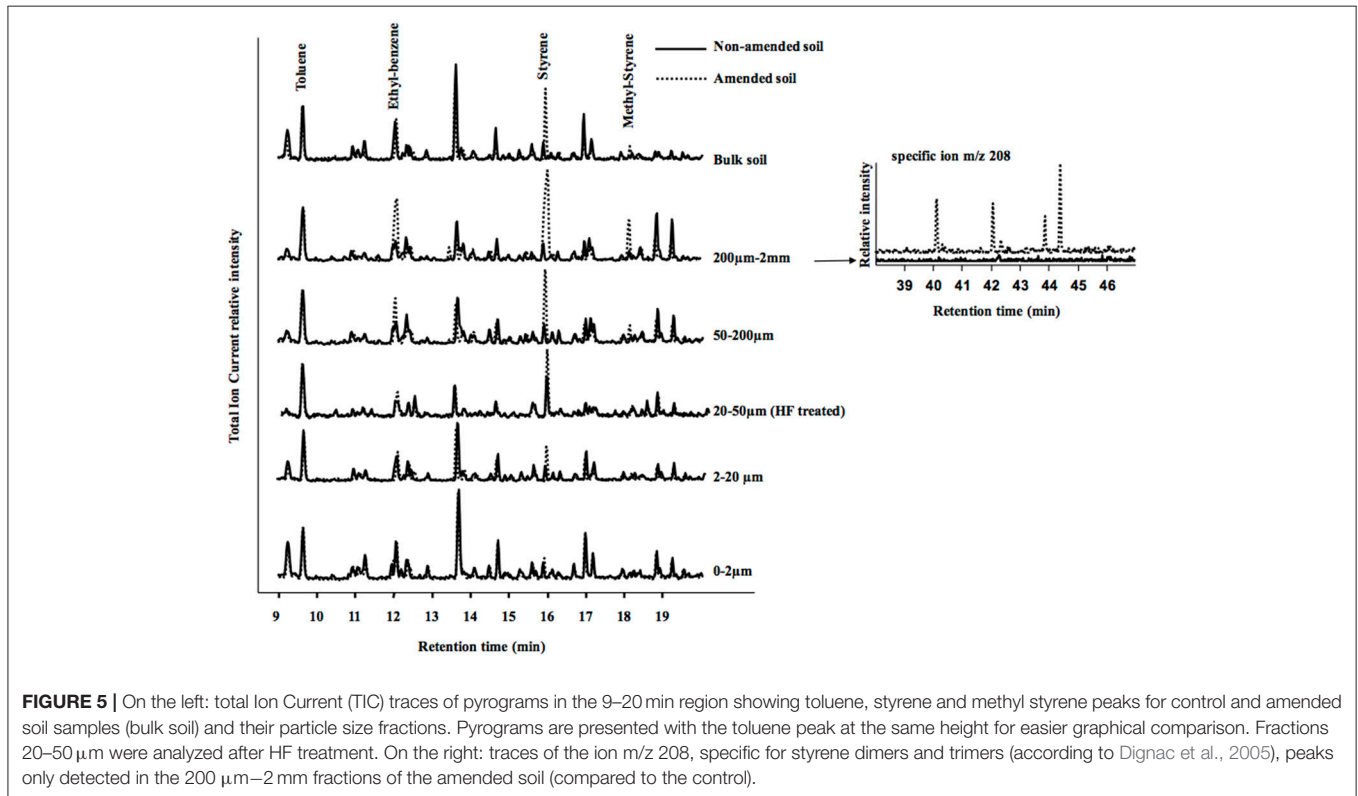 Toluene
Ethyl-benzene
Styrene
Methyl-Styrene
Non-amended soil
Amended soil
Bulk soil
200µm-2mm
50-200µm
20-50µm (HF treated)
2-20 µm
0-2µm
Total Ion Current relative intensity
9 10 11 12 13 14 15 16 17 18 19
Retention time (min)
specific ion m/z 208
Relative intensity
39 40 41 42 43 44 45 46
Retention time (min)
FIGURE 5 | On the left: total Ion Current (TIC) traces of pyrograms in the 9–20 min region showing toluene, styrene and methyl styrene peaks for control and amended
soil samples (bulk soil) and their particle size fractions. Pyrograms are presented with the toluene peak at the same height for easier graphical comparison. Fractions
20–50 µm were analyzed after HF treatment. On the right: traces of the ion m/z 208, specific for styrene dimers and trimers (according to Dignac et al., 2005), peaks
only detected in the 200 µm–2 mm fractions of the amended soil (compared to the control).